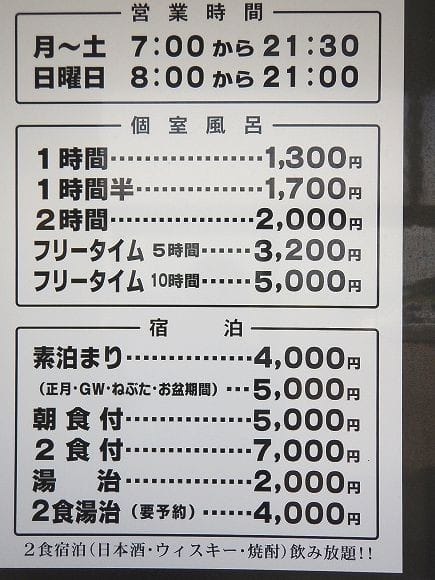 営業時間
月〜土 7:00から21:30
日曜日 8:00から21:00
個室風呂
1時間……………1,300円
1時間半…………1,700円
2時間……………2,000円
フリータイム 5時間……3,200円
フリータイム 10時間……5,000円
宿泊
素泊まり…………4,000円
(正月・GW・ねぶた・お盆期間)…5,000円
朝食付……………5,000円
2食付……………7,000円
湯治………………2,000円
2食湯治(要予約)……4,000円
2食宿泊(日本酒・ウィスキー・焼酎)飲み放題!!